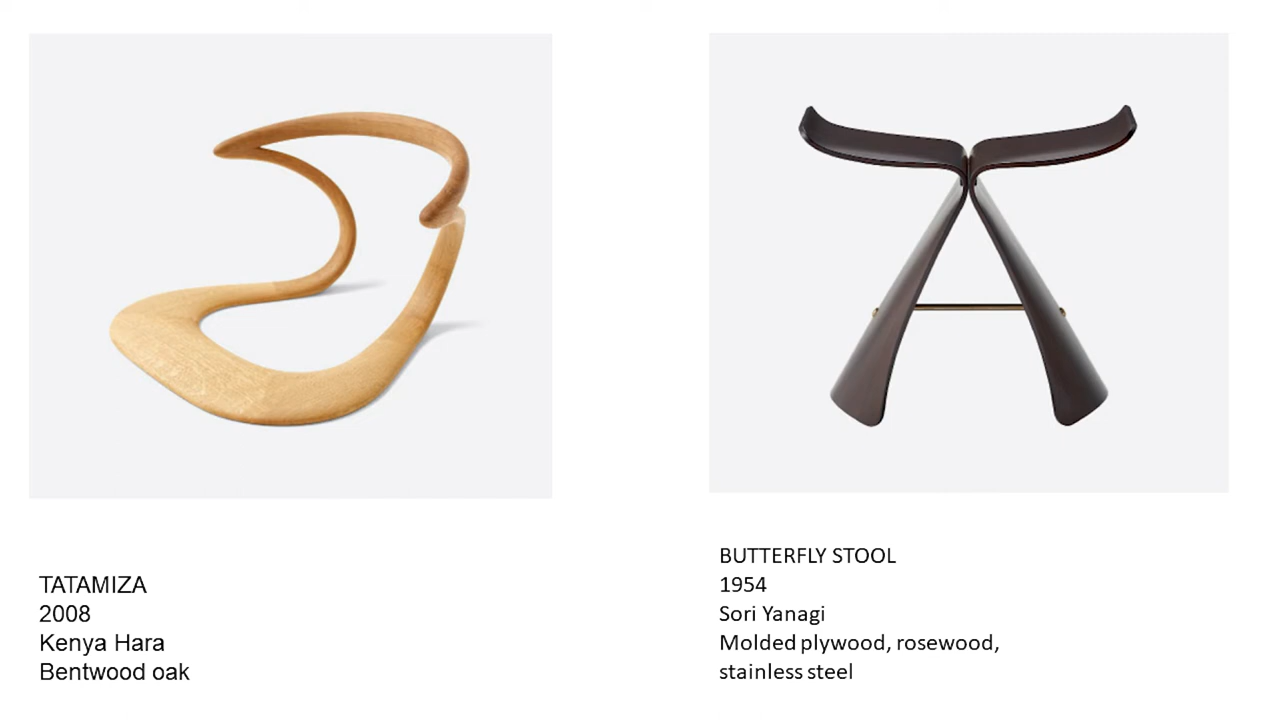 TATAMIZA
2008
Kenya Hara
Bentwood oak
BUTTERFLY STOOL
1954
Sori Yanagi
Molded plywood, rosewood,
stainless steel